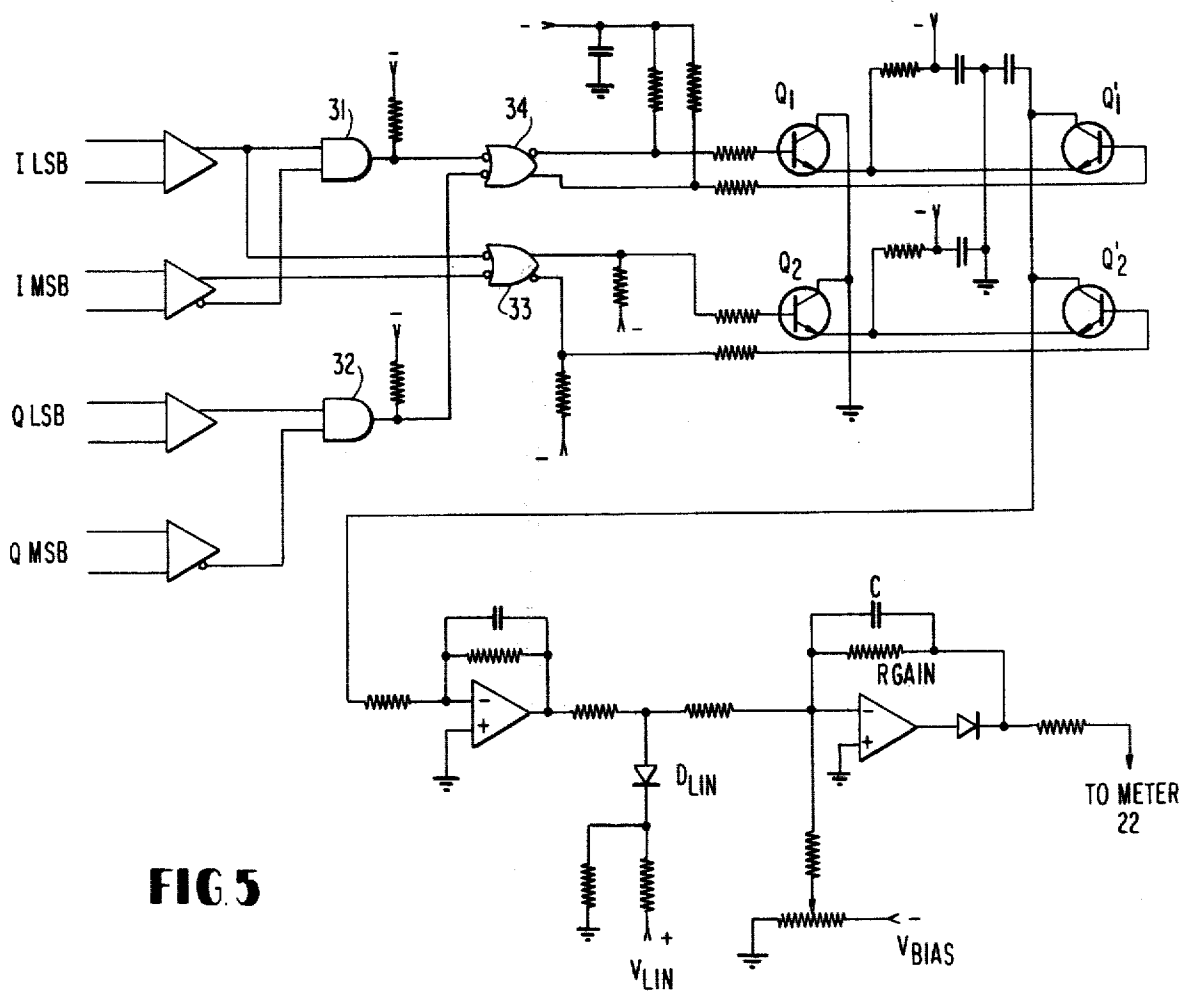 Q1
Q'1
31
34
I LSB
I MSB
Q2
Q'2
33
32
Q LSB
Q MSB
C
RGAIN
DLIN
TO METER
22
FIG. 5
VLIN
VBIAS